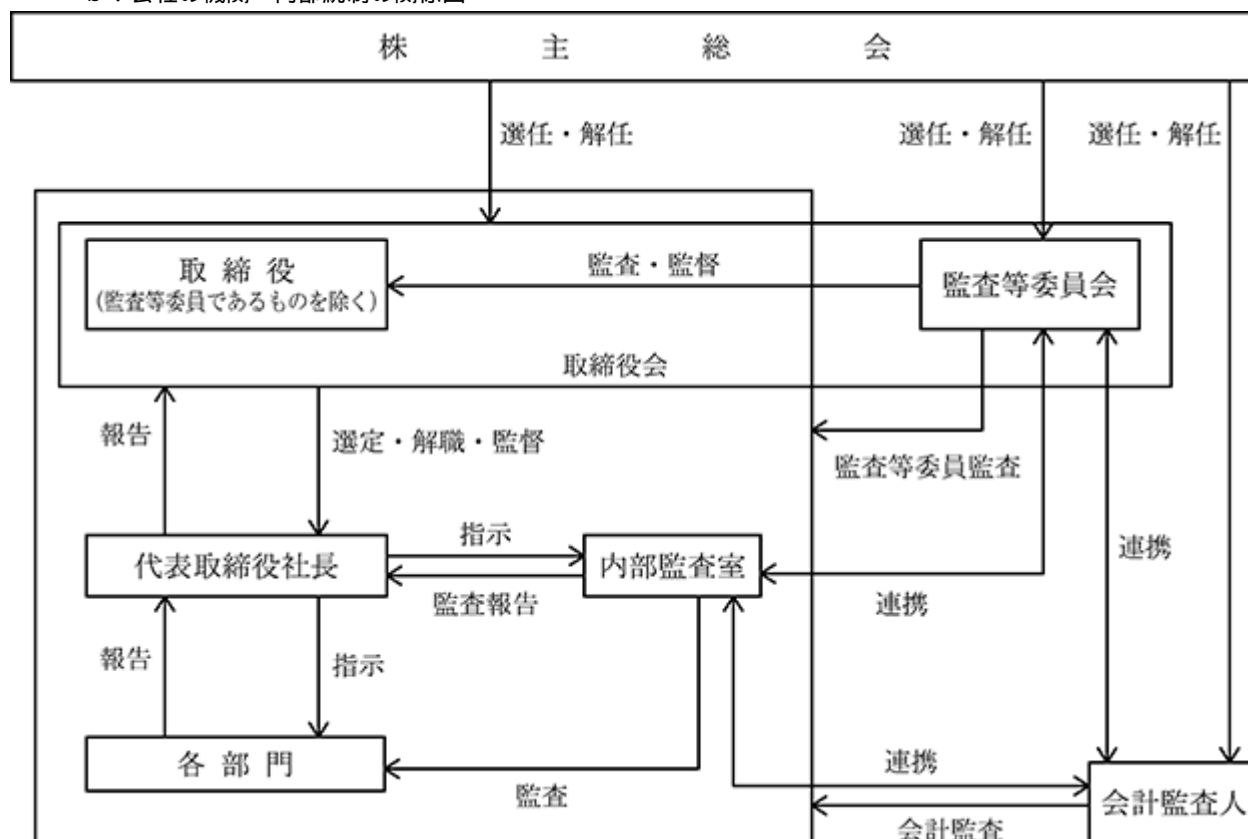 株主総会
選任・解任
選任・解任
選任・解任
取締役
(監査等委員であるものを除く)
監査・監督
監査等委員会
取締役会
報告
選定・解職・監督
監査等委員監査
代表取締役社長
指示
監査報告
内部監査室
連携
連携
報告
指示
各部門
監査
連携
会計監査
会計監査人